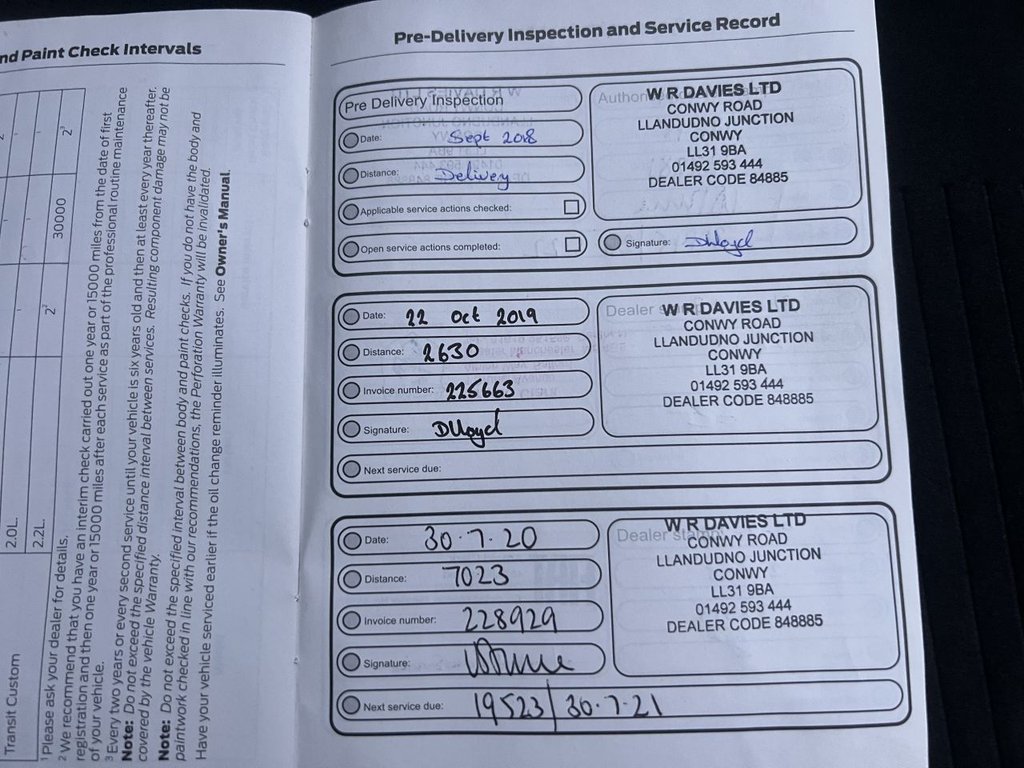 nd Paint Check Intervals
2.0L
2.2L
2³
30000
2³
Transit Custom
¹ Please ask your dealer for details.
² We recommend that you have an interim check carried out one year or 15000 miles from the date of first
registration and then one year or 15000 miles after each service as part of the professional routine maintenance
of your vehicle.
³ Every two years or every second service until your vehicle is six years old and then at least every year thereafter.
Note: Do not exceed the specified distance interval between services. Resulting component damage may not be
covered by the vehicle Warranty.
Note: Do not exceed the specified interval between body and paint checks. If you do not have the body and
paintwork checked in line with our recommendations, the Perforation Warranty will be invalidated.
Have your vehicle serviced earlier if the oil change reminder illuminates. See Owner's Manual.
Pre-Delivery Inspection and Service Record
Pre Delivery Inspection
Date: Sept 2018
Distance: Delivery
Applicable service actions checked:
Open service actions completed:
W R DAVIES LTD
CONWY ROAD
LLANDUDNO JUNCTION
CONWY
LL31 9BA
01492 593 444
DEALER CODE 84885
Signature: DLloyd
Date: 22 Oct 2019
Distance: 2630
Invoice number: 225663
Signature: DLloyd
Next service due:
Dealer
W R DAVIES LTD
CONWY ROAD
LLANDUDNO JUNCTION
CONWY
LL31 9BA
01492 593 444
DEALER CODE 848885
Date: 30.7.20
Distance: 7023
Invoice number: 228929
Signature:
Next service due: 19523/30.7.21
Dealer
W R DAVIES LTD
CONWY ROAD
LLANDUDNO JUNCTION
CONWY
LL31 9BA
01492 593 444
DEALER CODE 848885